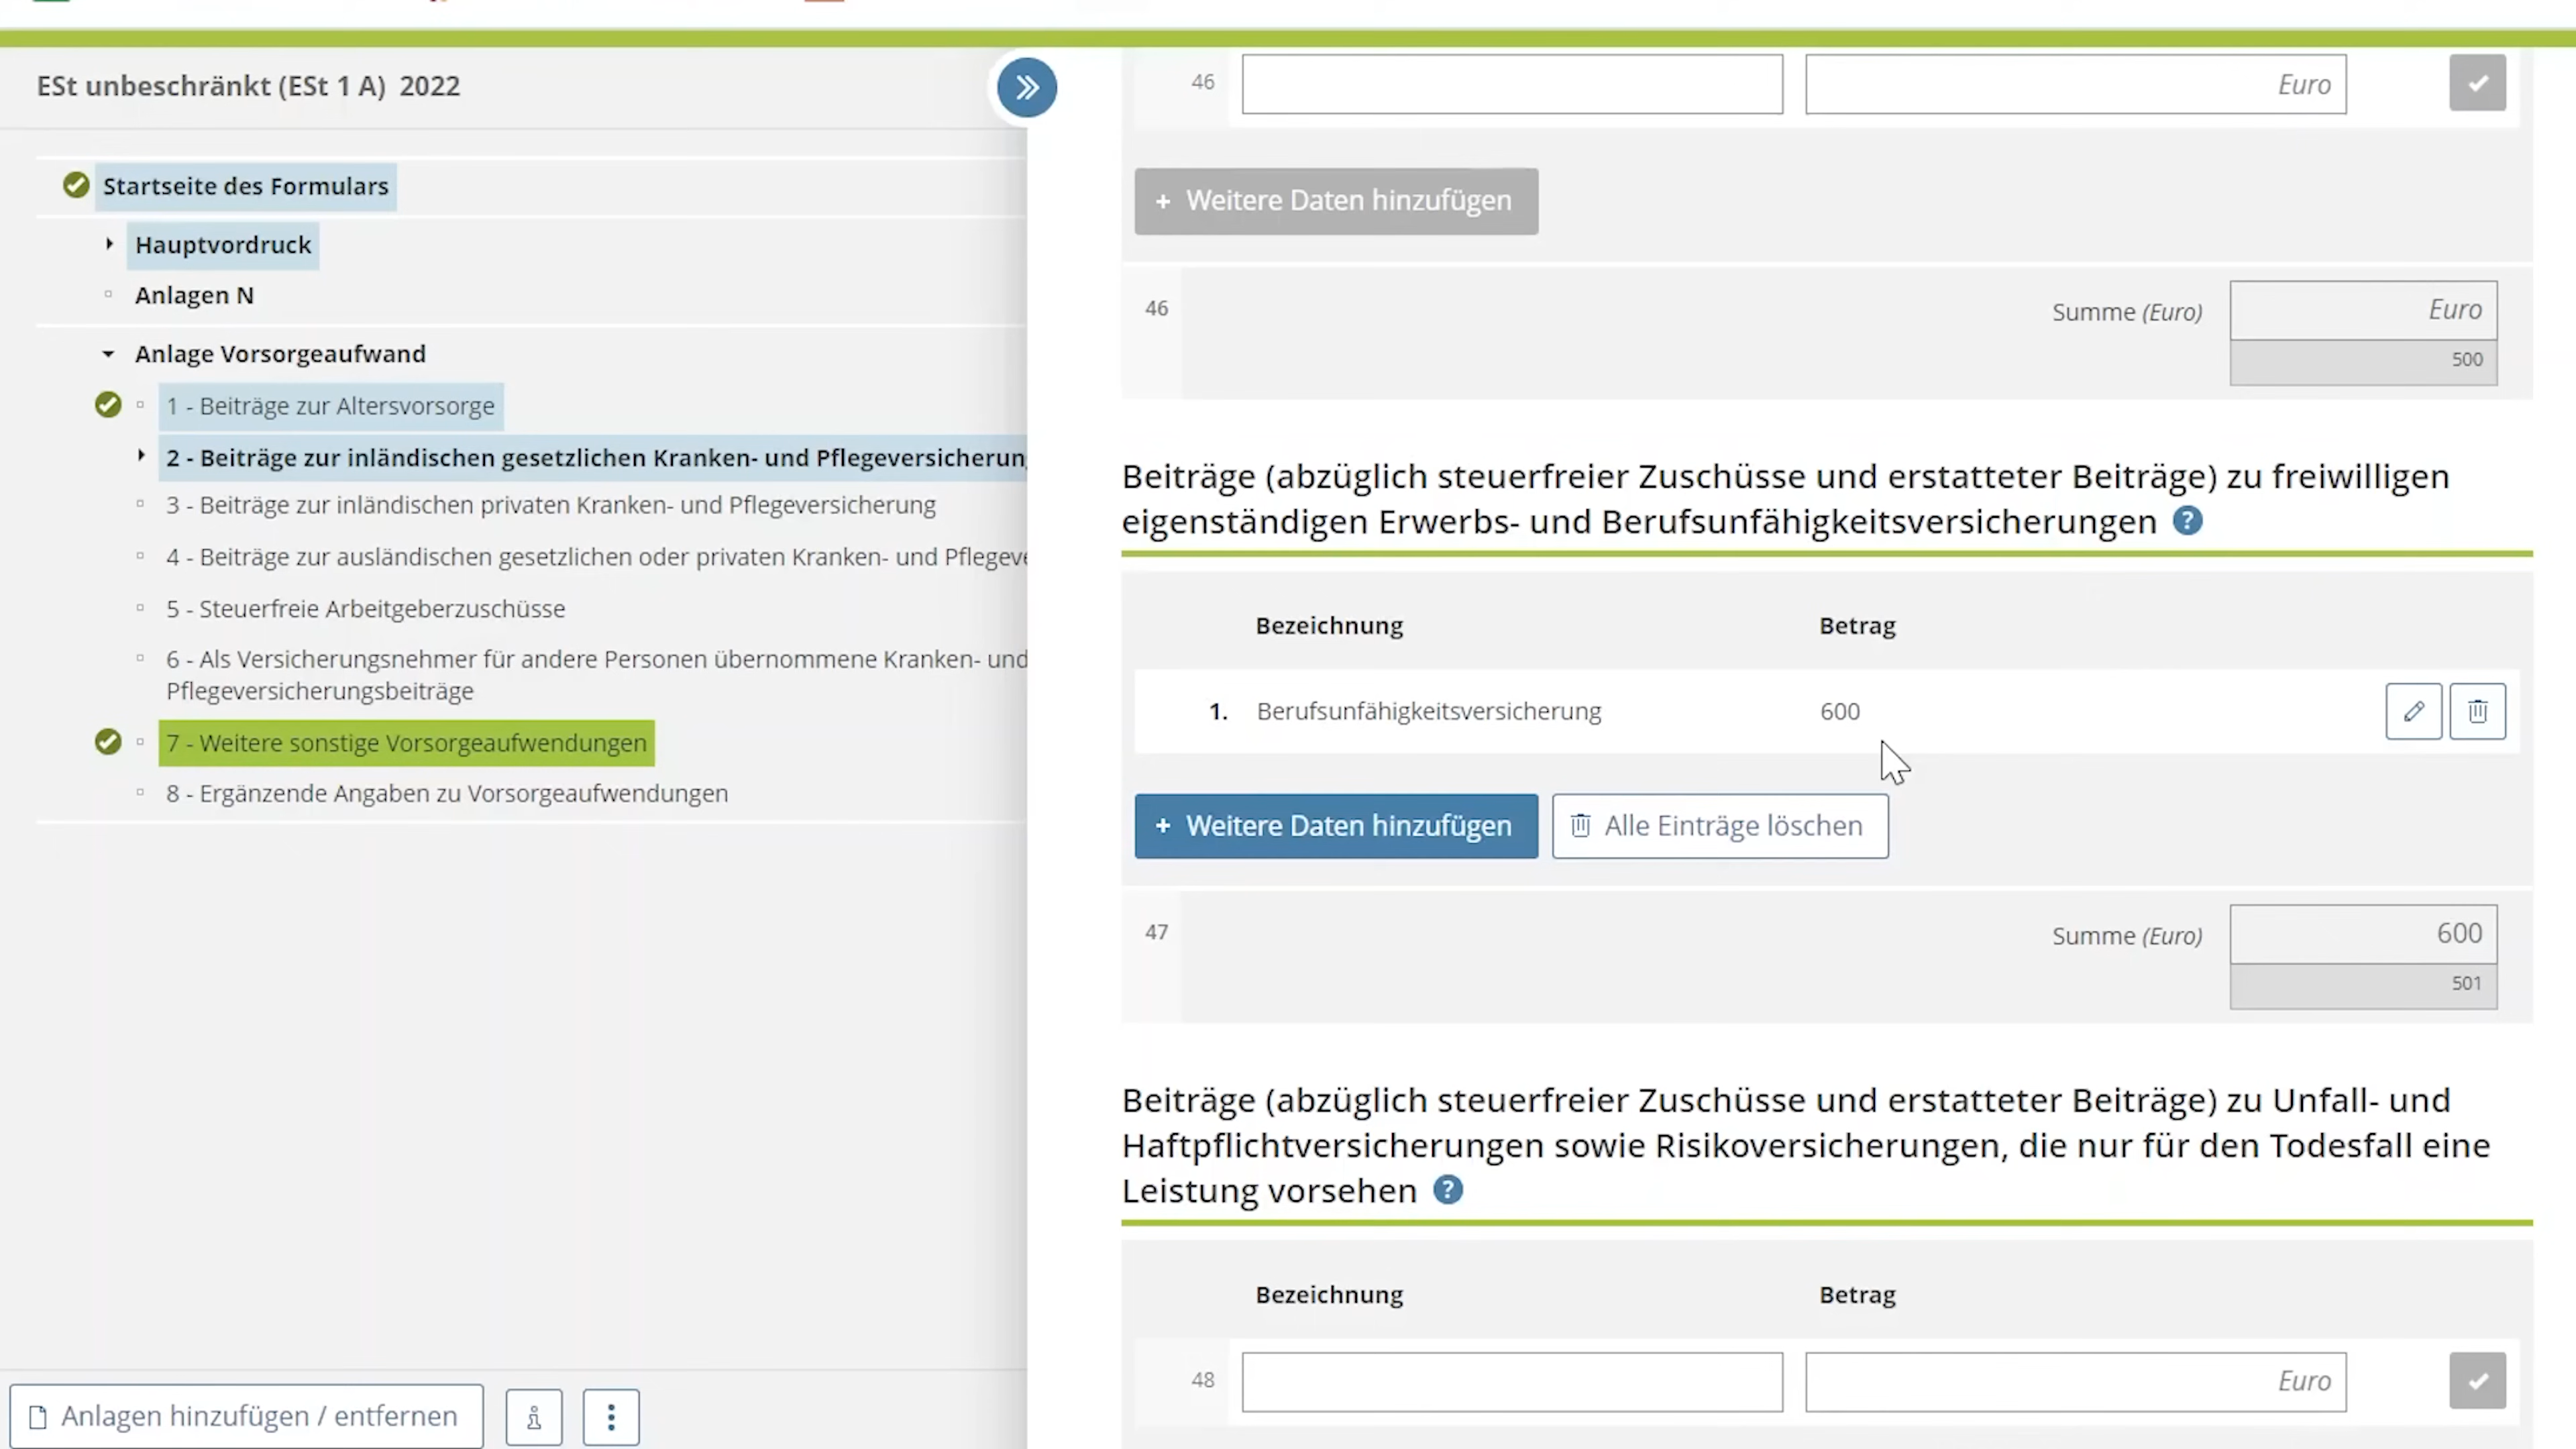 ESt unbeschränkt (ESt 1 A) 2022
Startseite des Formulars
Hauptvordruck
Anlagen N
Anlage Vorsorgeaufwand
1 - Beiträge zur Altersvorsorge
2 - Beiträge zur inländischen gesetzlichen Kranken- und Pflegeversicherun
3 - Beiträge zur inländischen privaten Kranken- und Pflegeversicherung
4 - Beiträge zur ausländischen gesetzlichen oder privaten Kranken- und Pflegeve
5 - Steuerfreie Arbeitgeberzuschüsse
6 - Als Versicherungsnehmer für andere Personen übernommene Kranken- und
Pflegeversicherungsbeiträge
7 - Weitere sonstige Vorsorgeaufwendungen
8 - Ergänzende Angaben zu Vorsorgeaufwendungen
Anlagen hinzufügen / entfernen
46 Euro
+ Weitere Daten hinzufügen
46 Summe (Euro) Euro
500
Beiträge (abzüglich steuerfreier Zuschüsse und erstatteter Beiträge) zu freiwilligen
eigenständigen Erwerbs- und Berufsunfähigkeitsversicherungen ?
Bezeichnung Betrag
1. Berufsunfähigkeitsversicherung 600
+ Weitere Daten hinzufügen Alle Einträge löschen
47 Summe (Euro) 600
501
Beiträge (abzüglich steuerfreier Zuschüsse und erstatteter Beiträge) zu Unfall- und
Haftpflichtversicherungen sowie Risikoversicherungen, die nur für den Todesfall eine
Leistung vorsehen ?
Bezeichnung Betrag
48 Euro